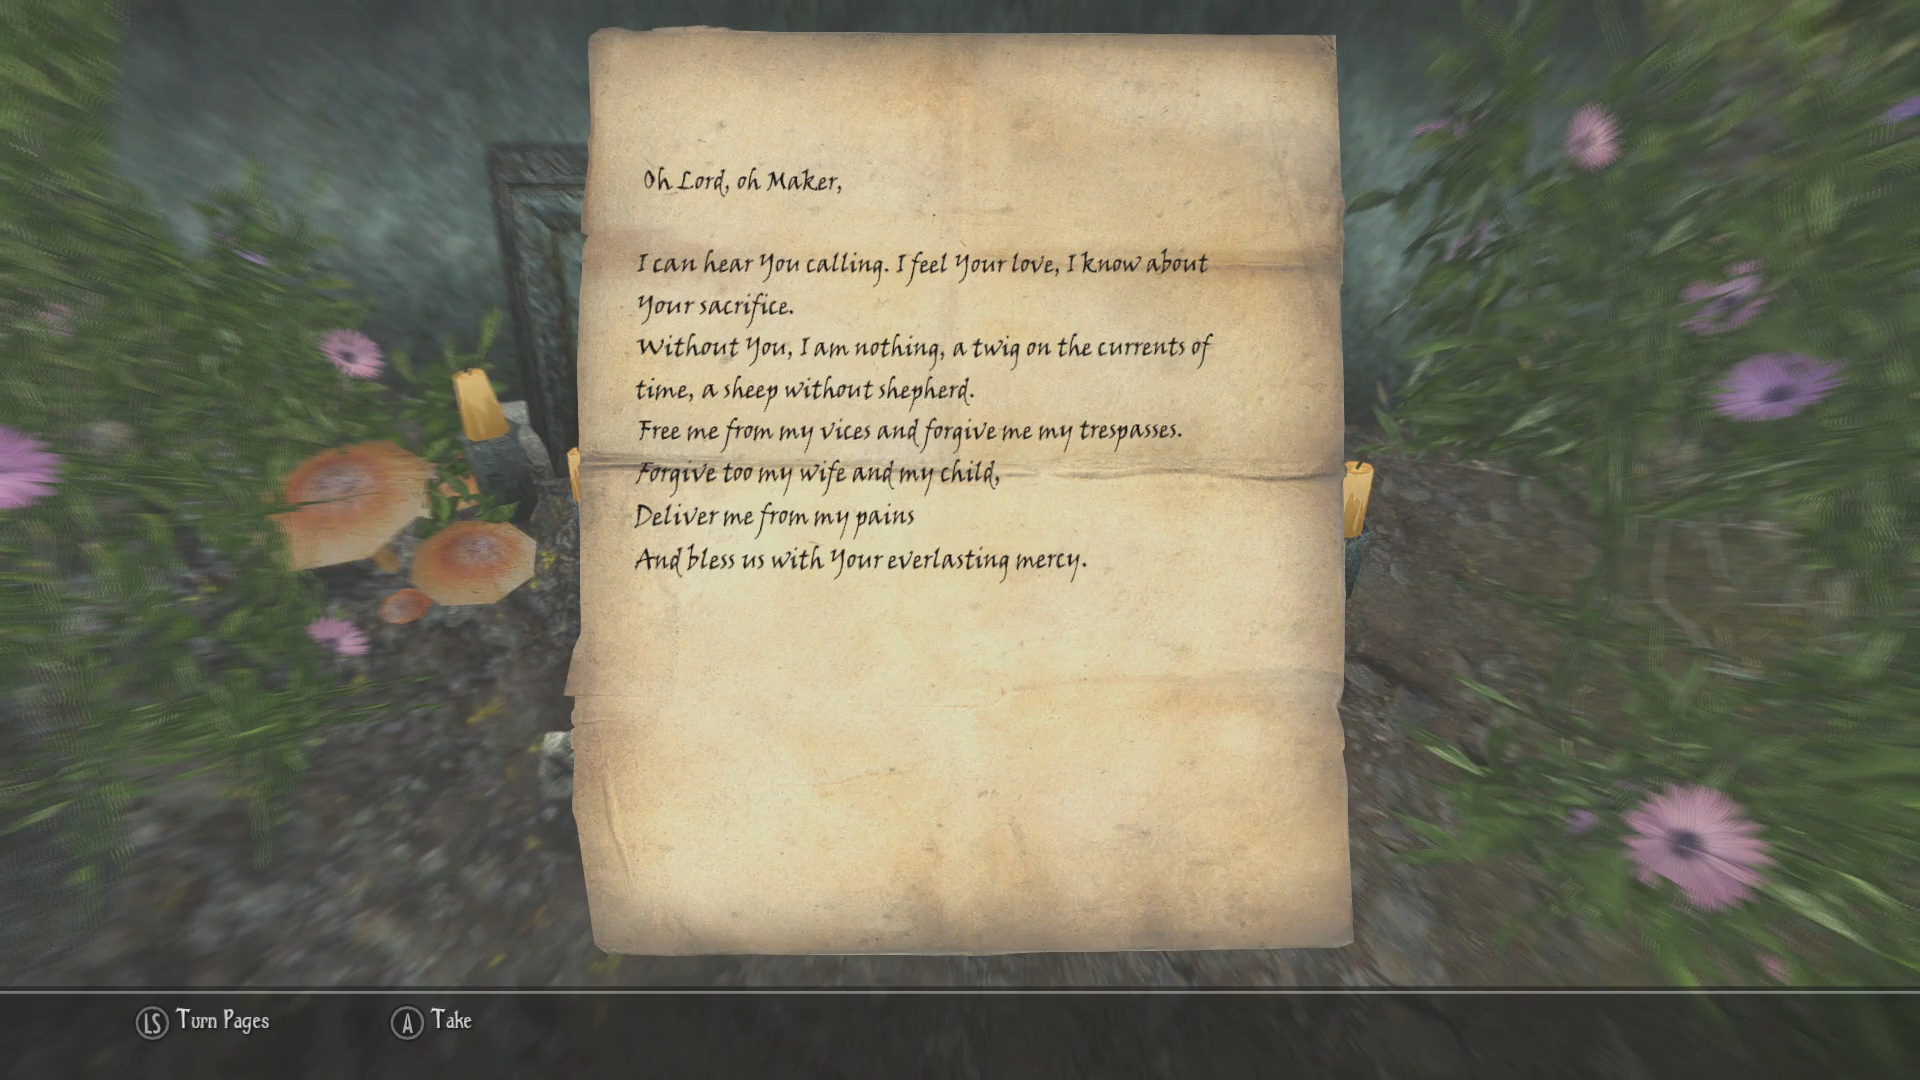 Oh Lord, oh Maker,
I can hear You calling. I feel Your love, I know about
Your sacrifice.
Without You, I am nothing, a twig on the currents of
time, a sheep without shepherd.
Free me from my vices and forgive me my trespasses.
Forgive too my wife and my child,
Deliver me from my pains
And bless us with Your everlasting mercy.
LS Turn Pages
A Take